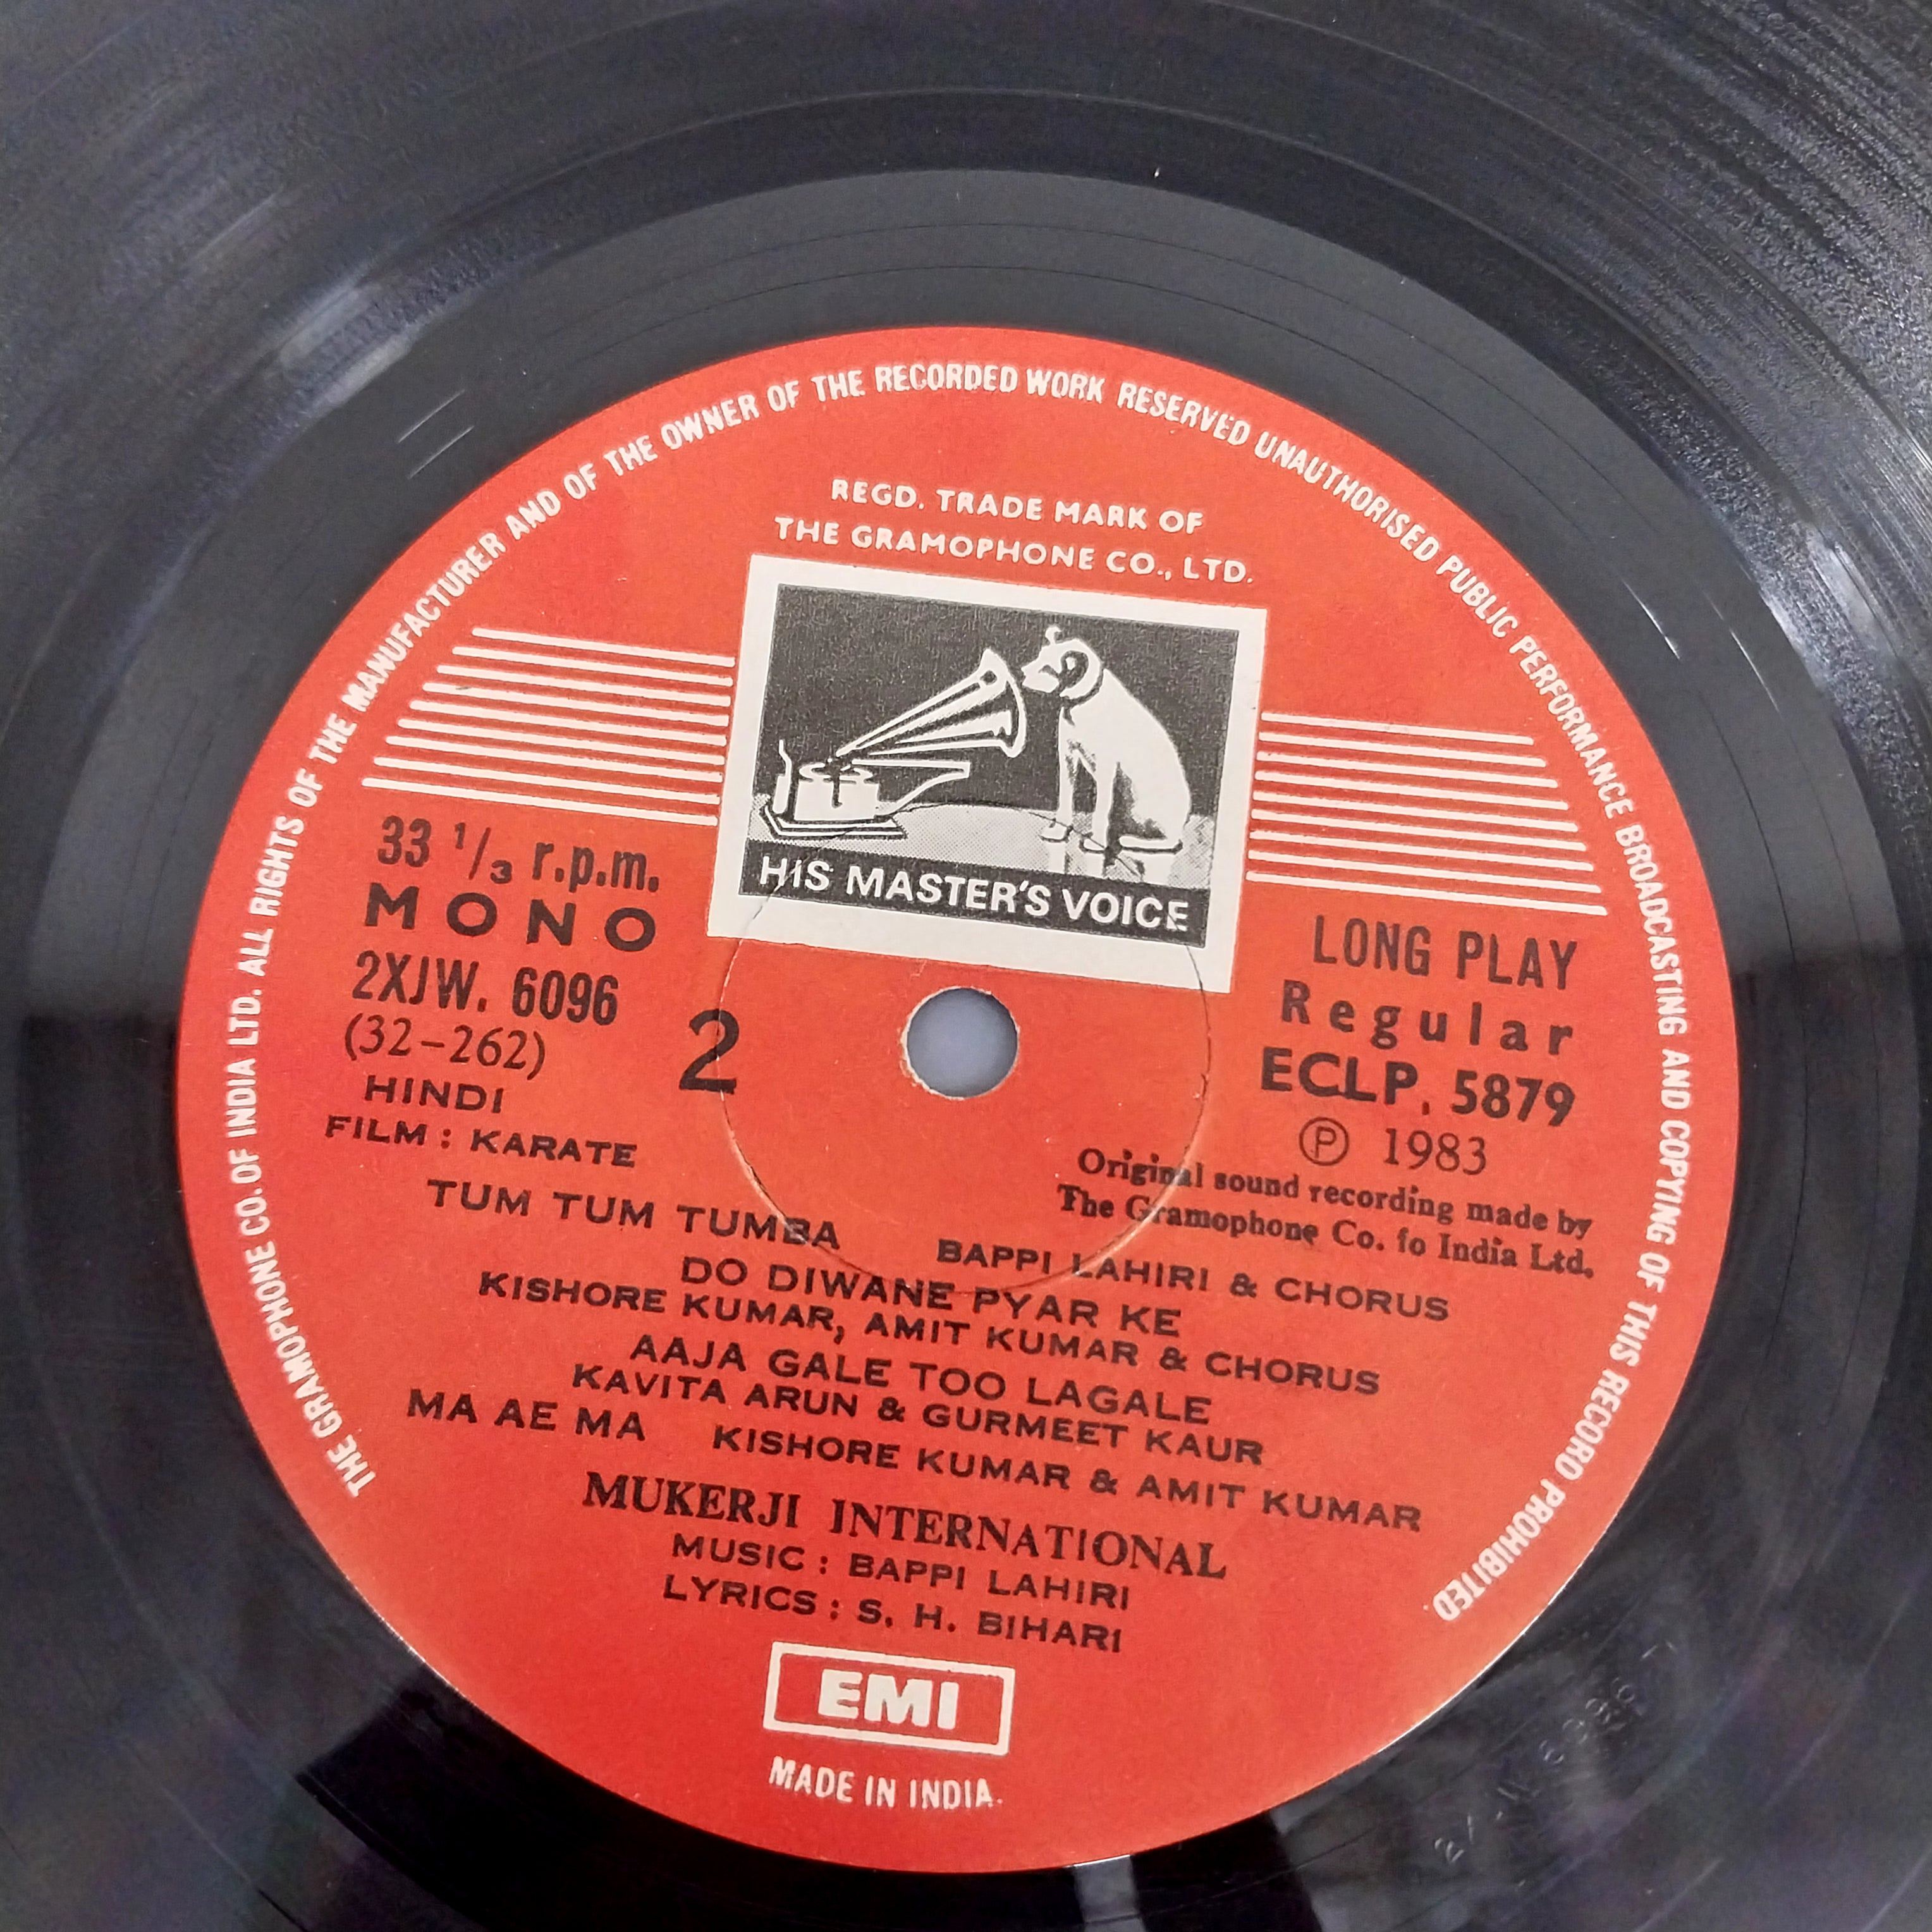 THE GRAMOPHONE CO. OF INDIA LTD. ALL RIGHTS OF THE MANUFACTURER AND OF THE OWNER OF THE RECORDED WORK RESERVED UNAUTHORISED PUBLIC PERFORMANCE BROADCASTING AND COPYING OF THIS RECORD PROHIBITED.
REGD. TRADE MARK OF
THE GRAMOPHONE CO., LTD.
HIS MASTER'S VOICE
33 1/3 r.p.m.
MONO
2XJW. 6096
(32-262)
HINDI
FILM : KARATE
2
LONG PLAY
Regular
ECLP. 5879
Ⓟ 1983
Original sound recording made by
The Gramophone Co. fo India Ltd.
TUM TUM TUMBA
BAPPI LAHIRI & CHORUS
DO DIWANE PYAR KE
KISHORE KUMAR, AMIT KUMAR & CHORUS
AAJA GALE TOO LAGALE
KAVITA ARUN & GURMEET KAUR
MA AE MA KISHORE KUMAR & AMIT KUMAR
MUKERJI INTERNATIONAL
MUSIC : BAPPI LAHIRI
LYRICS : S. H. BIHARI
EMI
MADE IN INDIA.